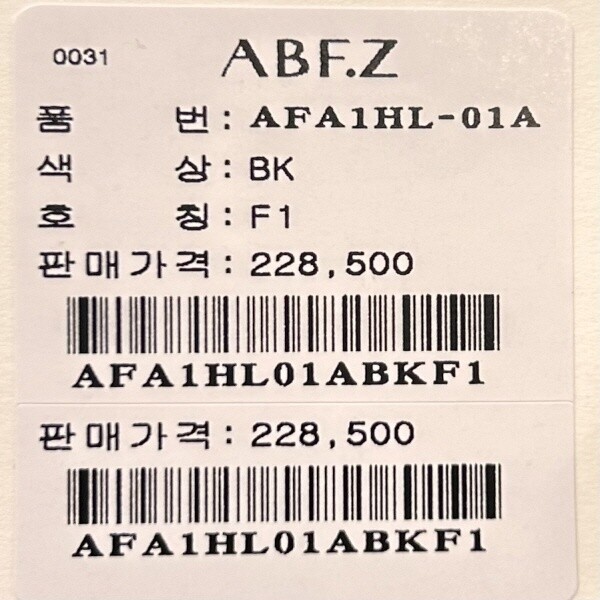 0031 ABF.Z
품 번 : AFA1HL-01A
색 상 : BK
호 칭 : F1
판매가격 : 228,500
AFA1HL01ABKF1
판매가격 : 228,500
AFA1HL01ABKF1